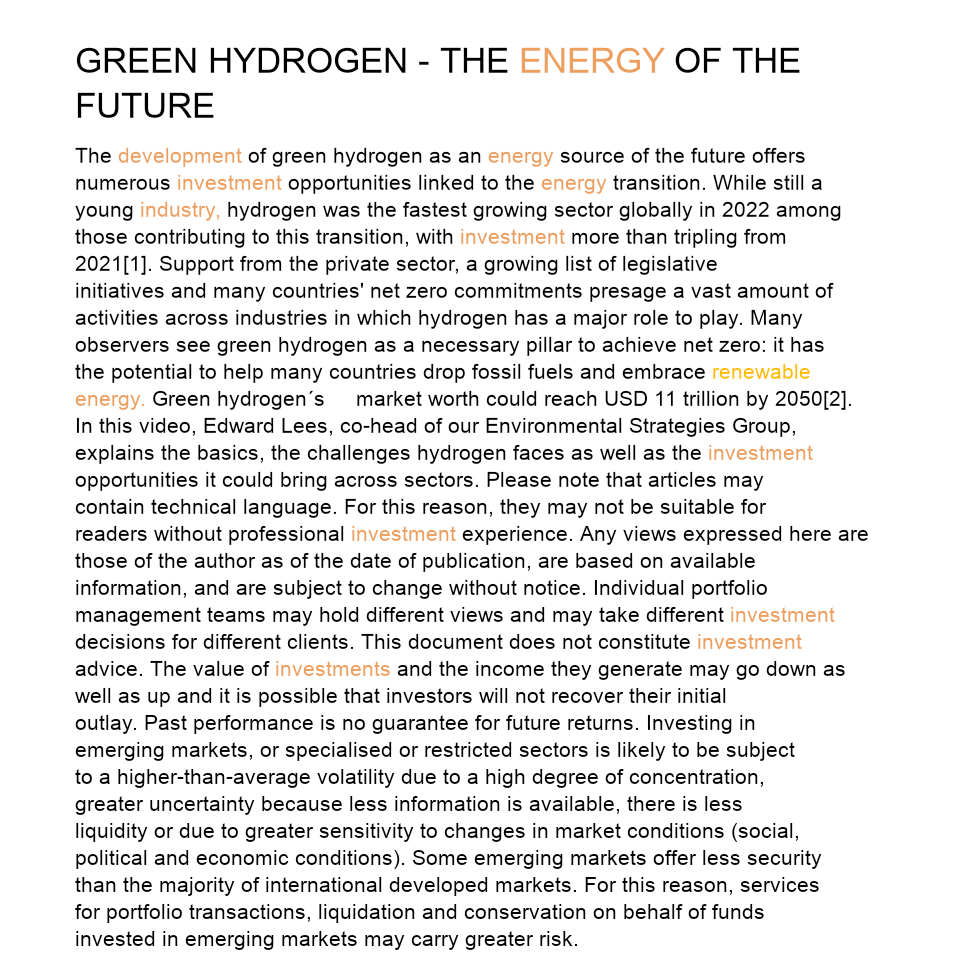 GREEN HYDROGEN - THE ENERGY OF THE
FUTURE
The development of green hydrogen as an energy source of the future offers
numerous investment opportunities linked to the energy transition. While still a
young industry, hydrogen was the fastest growing sector globally in 2022 among
those contributing to this transition, with investment more than tripling from
2021[1]. Support from the private sector, a growing list of legislative
initiatives and many countries' net zero commitments presage a vast amount of
activities across industries in which hydrogen has a major role to play. Many
observers see green hydrogen as a necessary pillar to achieve net zero: it has
the potential to help many countries drop fossil fuels and embrace renewable
energy. Green hydrogen´s market worth could reach USD 11 trillion by 2050[2].
In this video, Edward Lees, co-head of our Environmental Strategies Group,
explains the basics, the challenges hydrogen faces as well as the investment
opportunities it could bring across sectors. Please note that articles may
contain technical language. For this reason, they may not be suitable for
readers without professional investment experience. Any views expressed here are
those of the author as of the date of publication, are based on available
information, and are subject to change without notice. Individual portfolio
management teams may hold different views and may take different investment
decisions for different clients. This document does not constitute investment
advice. The value of investments and the income they generate may go down as
well as up and it is possible that investors will not recover their initial
outlay. Past performance is no guarantee for future returns. Investing in
emerging markets, or specialised or restricted sectors is likely to be subject
to a higher-than-average volatility due to a high degree of concentration,
greater uncertainty because less information is available, there is less
liquidity or due to greater sensitivity to changes in market conditions (social,
political and economic conditions). Some emerging markets offer less security
than the majority of international developed markets. For this reason, services
for portfolio transactions, liquidation and conservation on behalf of funds
invested in emerging markets may carry greater risk.